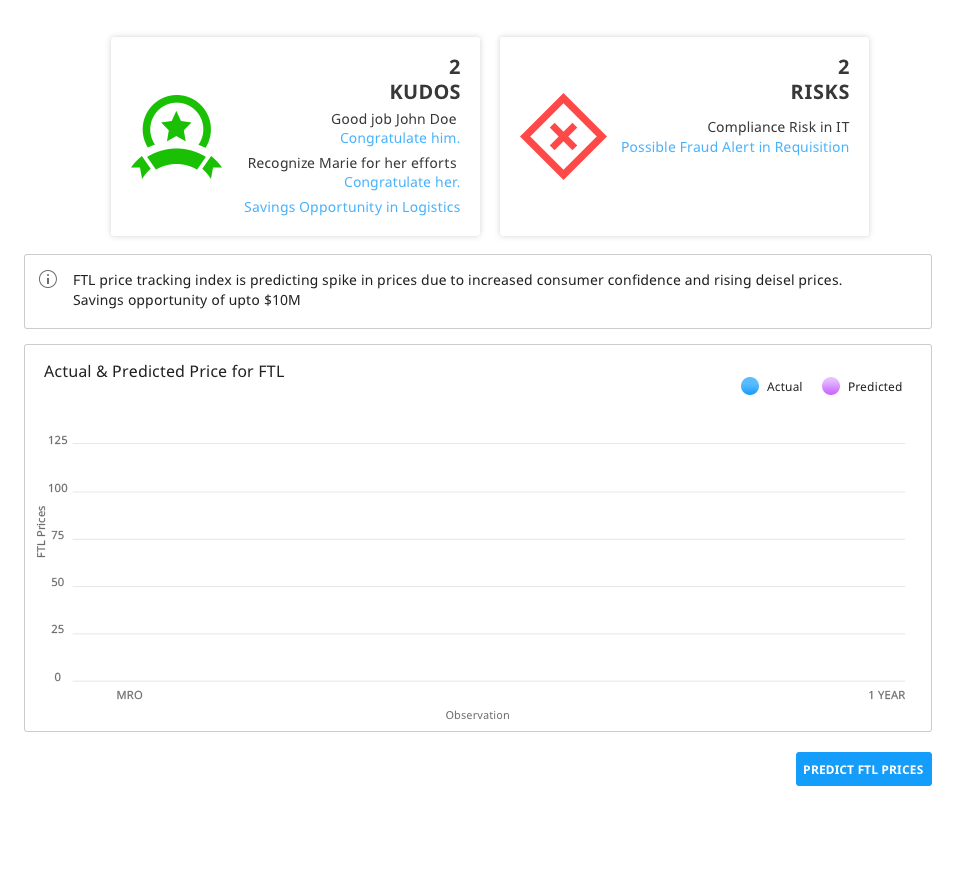 2
KUDOS
Good job John Doe
Congratulate him.
Recognize Marie for her efforts
Congratulate her.
Savings Opportunity in Logistics
2
RISKS
Compliance Risk in IT
Possible Fraud Alert in Requisition
FTL price tracking index is predicting spike in prices due to increased consumer confidence and rising deisel prices.
Savings opportunity of upto $10M
Actual & Predicted Price for FTL
Actual
Predicted
125
100
75
50
25
0
FTL Prices
MRO
1 YEAR
Observation
PREDICT FTL PRICES